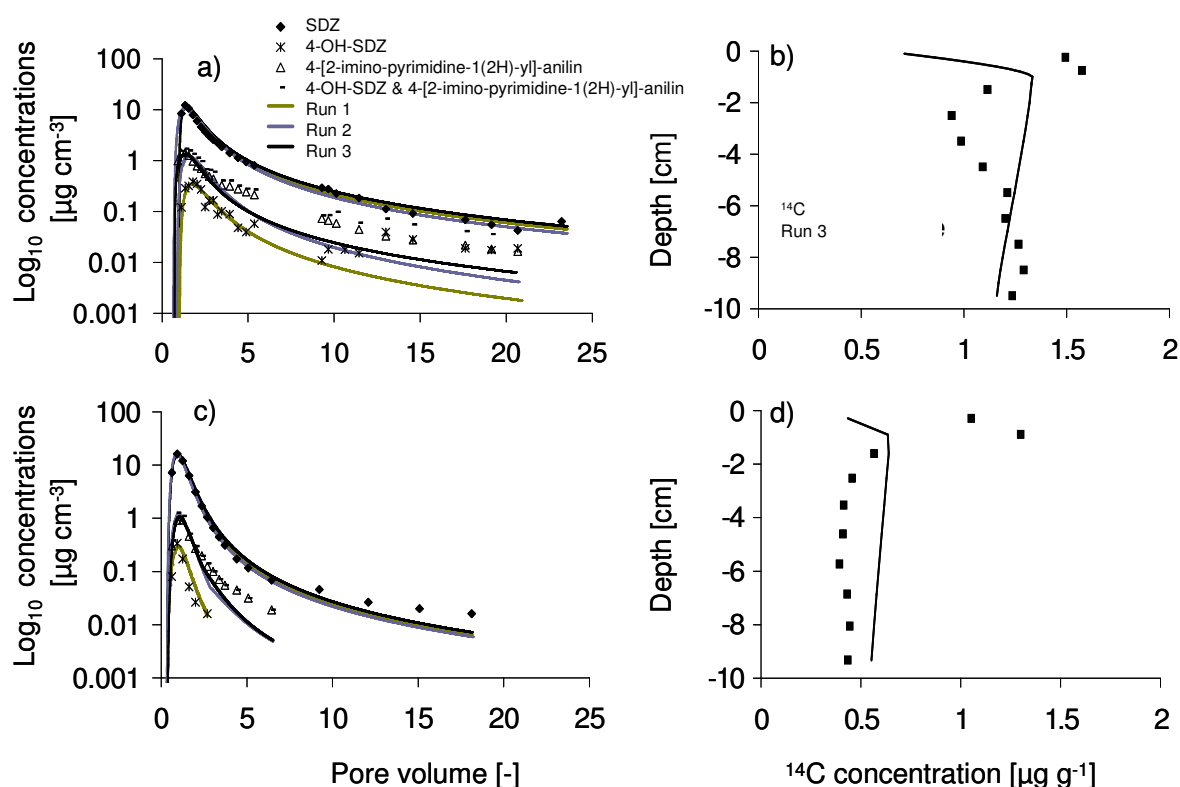 SDZ
4-OH-SDZ
4-[2-imino-pyrimidine-1(2H)-yl]-anilin
4-OH-SDZ & 4-[2-imino-pyrimidine-1(2H)-yl]-anilin
Run 1
Run 2
Run 3
a)
Log10 concentrations
[µg cm-3]
100
10
1
0.1
0.01
0.001
0 5 10 15 20 25
b)
Depth [cm]
0
-2
-4
-6
-8
-10
14C
Run 3
0 0.5 1 1.5 2
c)
Log10 concentrations
[µg cm-3]
100
10
1
0.1
0.01
0.001
0 5 10 15 20 25
Pore volume [-]
d)
Depth [cm]
0
-2
-4
-6
-8
-10
0 0.5 1 1.5 2
14C concentration [µg g-1]